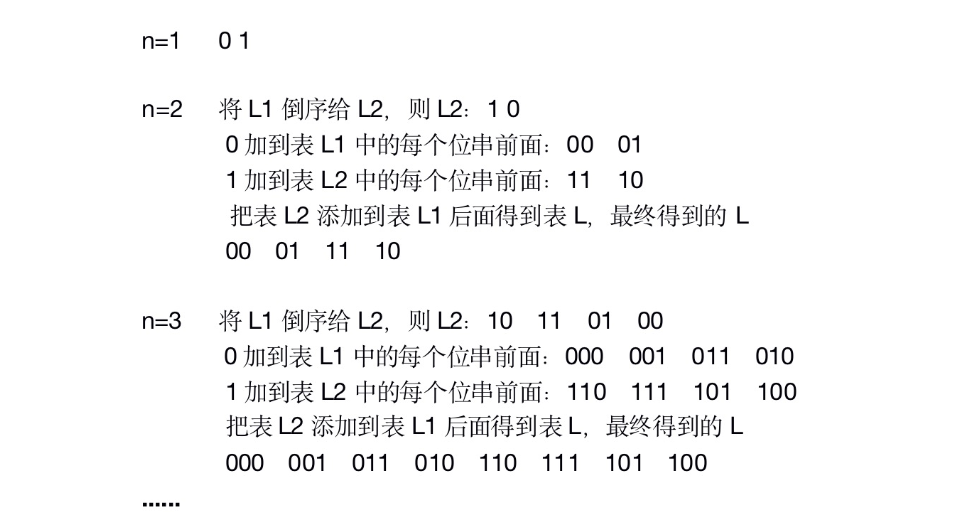 n=1 0 1
n=2 将 L1 倒序给 L2，则 L2：1 0
0 加到表 L1 中的每个位串前面：00 01
1 加到表 L2 中的每个位串前面：11 10
把表 L2 添加到表 L1 后面得到表 L，最终得到的 L
00 01 11 10
n=3 将 L1 倒序给 L2，则 L2：10 11 01 00
0 加到表 L1 中的每个位串前面：000 001 011 010
1 加到表 L2 中的每个位串前面：110 111 101 100
把表 L2 添加到表 L1 后面得到表 L，最终得到的 L
000 001 011 010 110 111 101 100
......